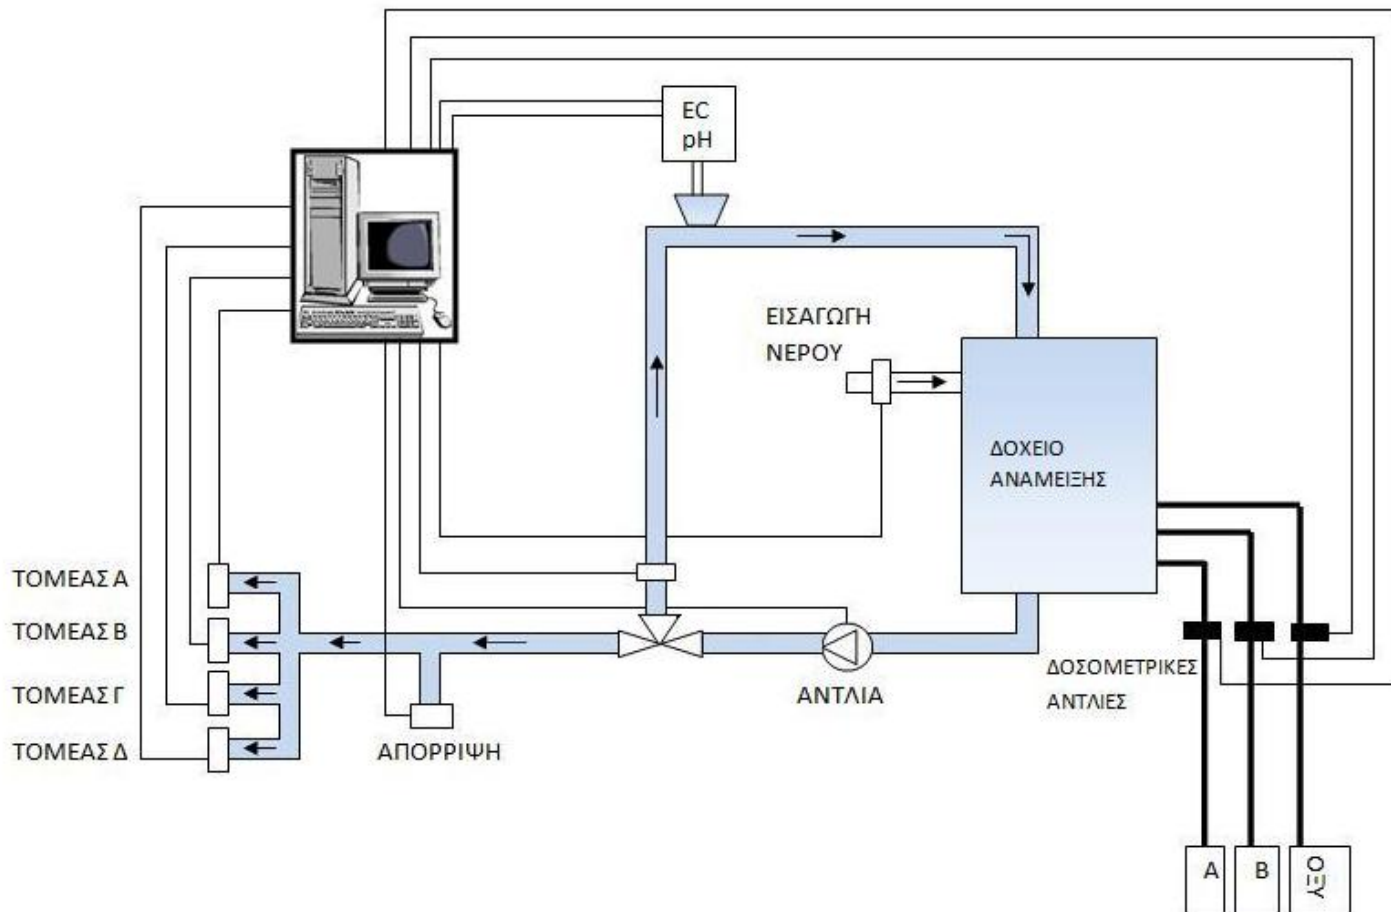 EC
pH
ΕΙΣΑΓΩΓΗ
ΝΕΡΟΥ
ΔΟΧΕΙΟ
ΑΝΑΜΕΙΞΗΣ
ΤΟΜΕΑΣ Α
ΤΟΜΕΑΣ Β
ΤΟΜΕΑΣ Γ
ΤΟΜΕΑΣ Δ
ΑΠΟΡΡΙΨΗ
ΑΝΤΛΙΑ
ΔΟΣΟΜΕΤΡΙΚΕΣ
ΑΝΤΛΙΕΣ
Α
Β
ΟΞΥ